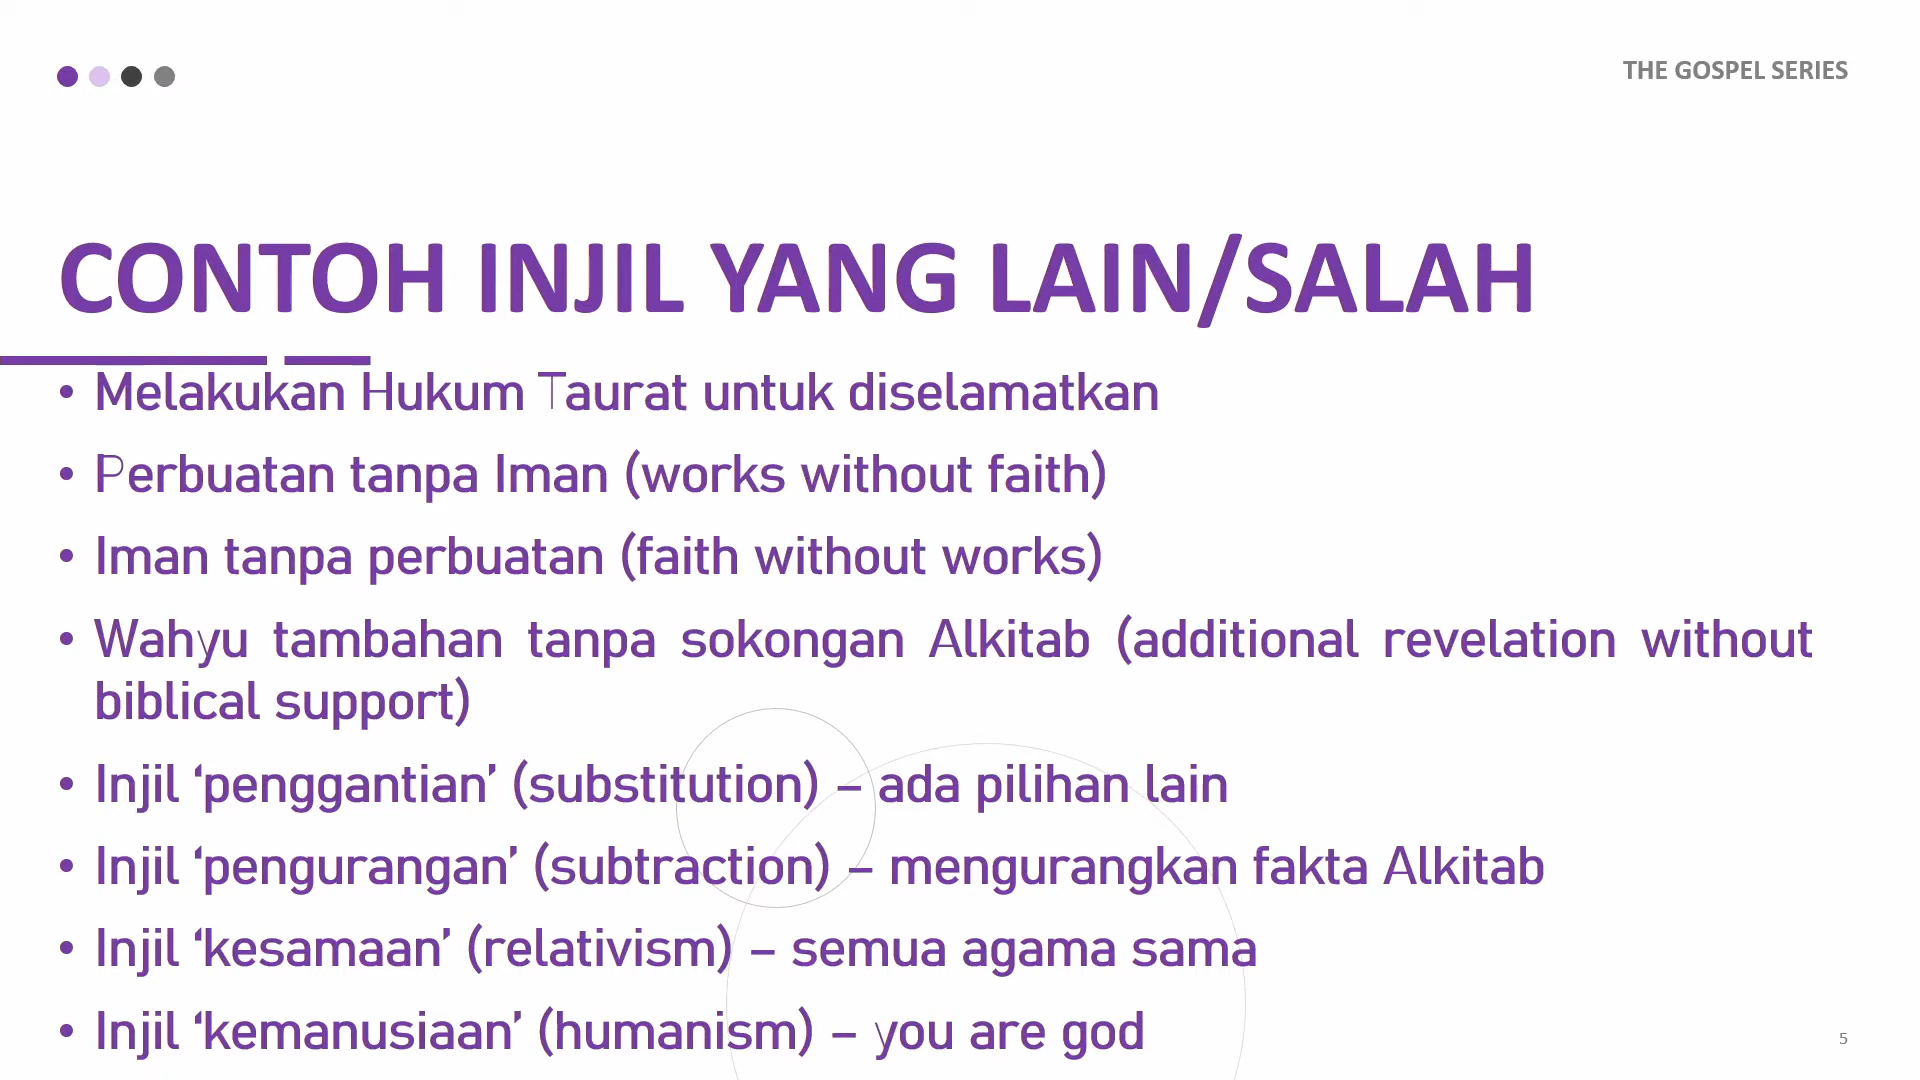 THE GOSPEL SERIES
CONTOH INJIL YANG LAIN/SALAH
• Melakukan Hukum Taurat untuk diselamatkan
• Perbuatan tanpa Iman (works without faith)
• Iman tanpa perbuatan (faith without works)
• Wahyu tambahan tanpa sokongan Alkitab (additional revelation without
biblical support)
• Injil ‘penggantian’ (substitution) – ada pilihan lain
• Injil ‘pengurangan’ (subtraction) – mengurangkan fakta Alkitab
• Injil ‘kesamaan’ (relativism) – semua agama sama
• Injil ‘kemanusiaan’ (humanism) – you are god
5